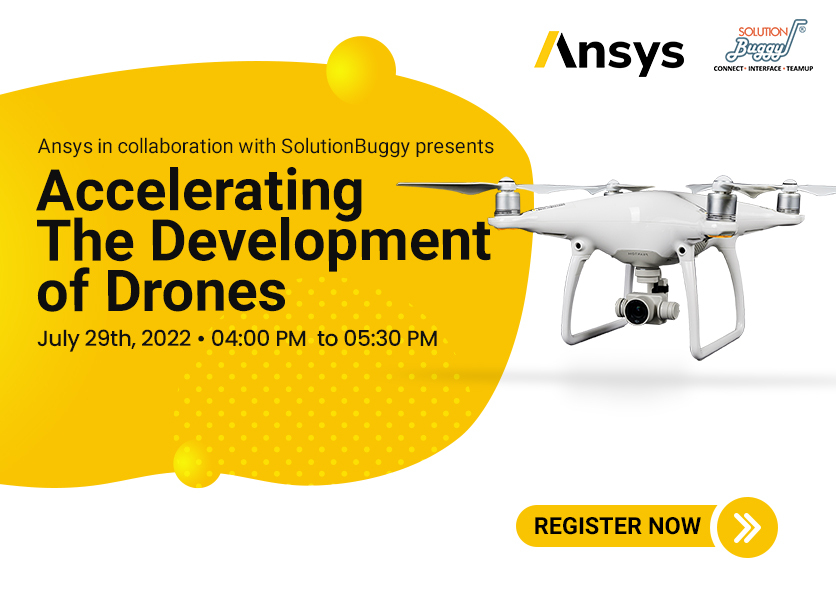 Ansys
SOLUTION
Buggy®
CONNECT • INTERFACE • TEAMUP
Ansys in collaboration with SolutionBuggy presents
Accelerating
The Development
of Drones
July 29th, 2022 • 04:00 PM to 05:30 PM
REGISTER NOW